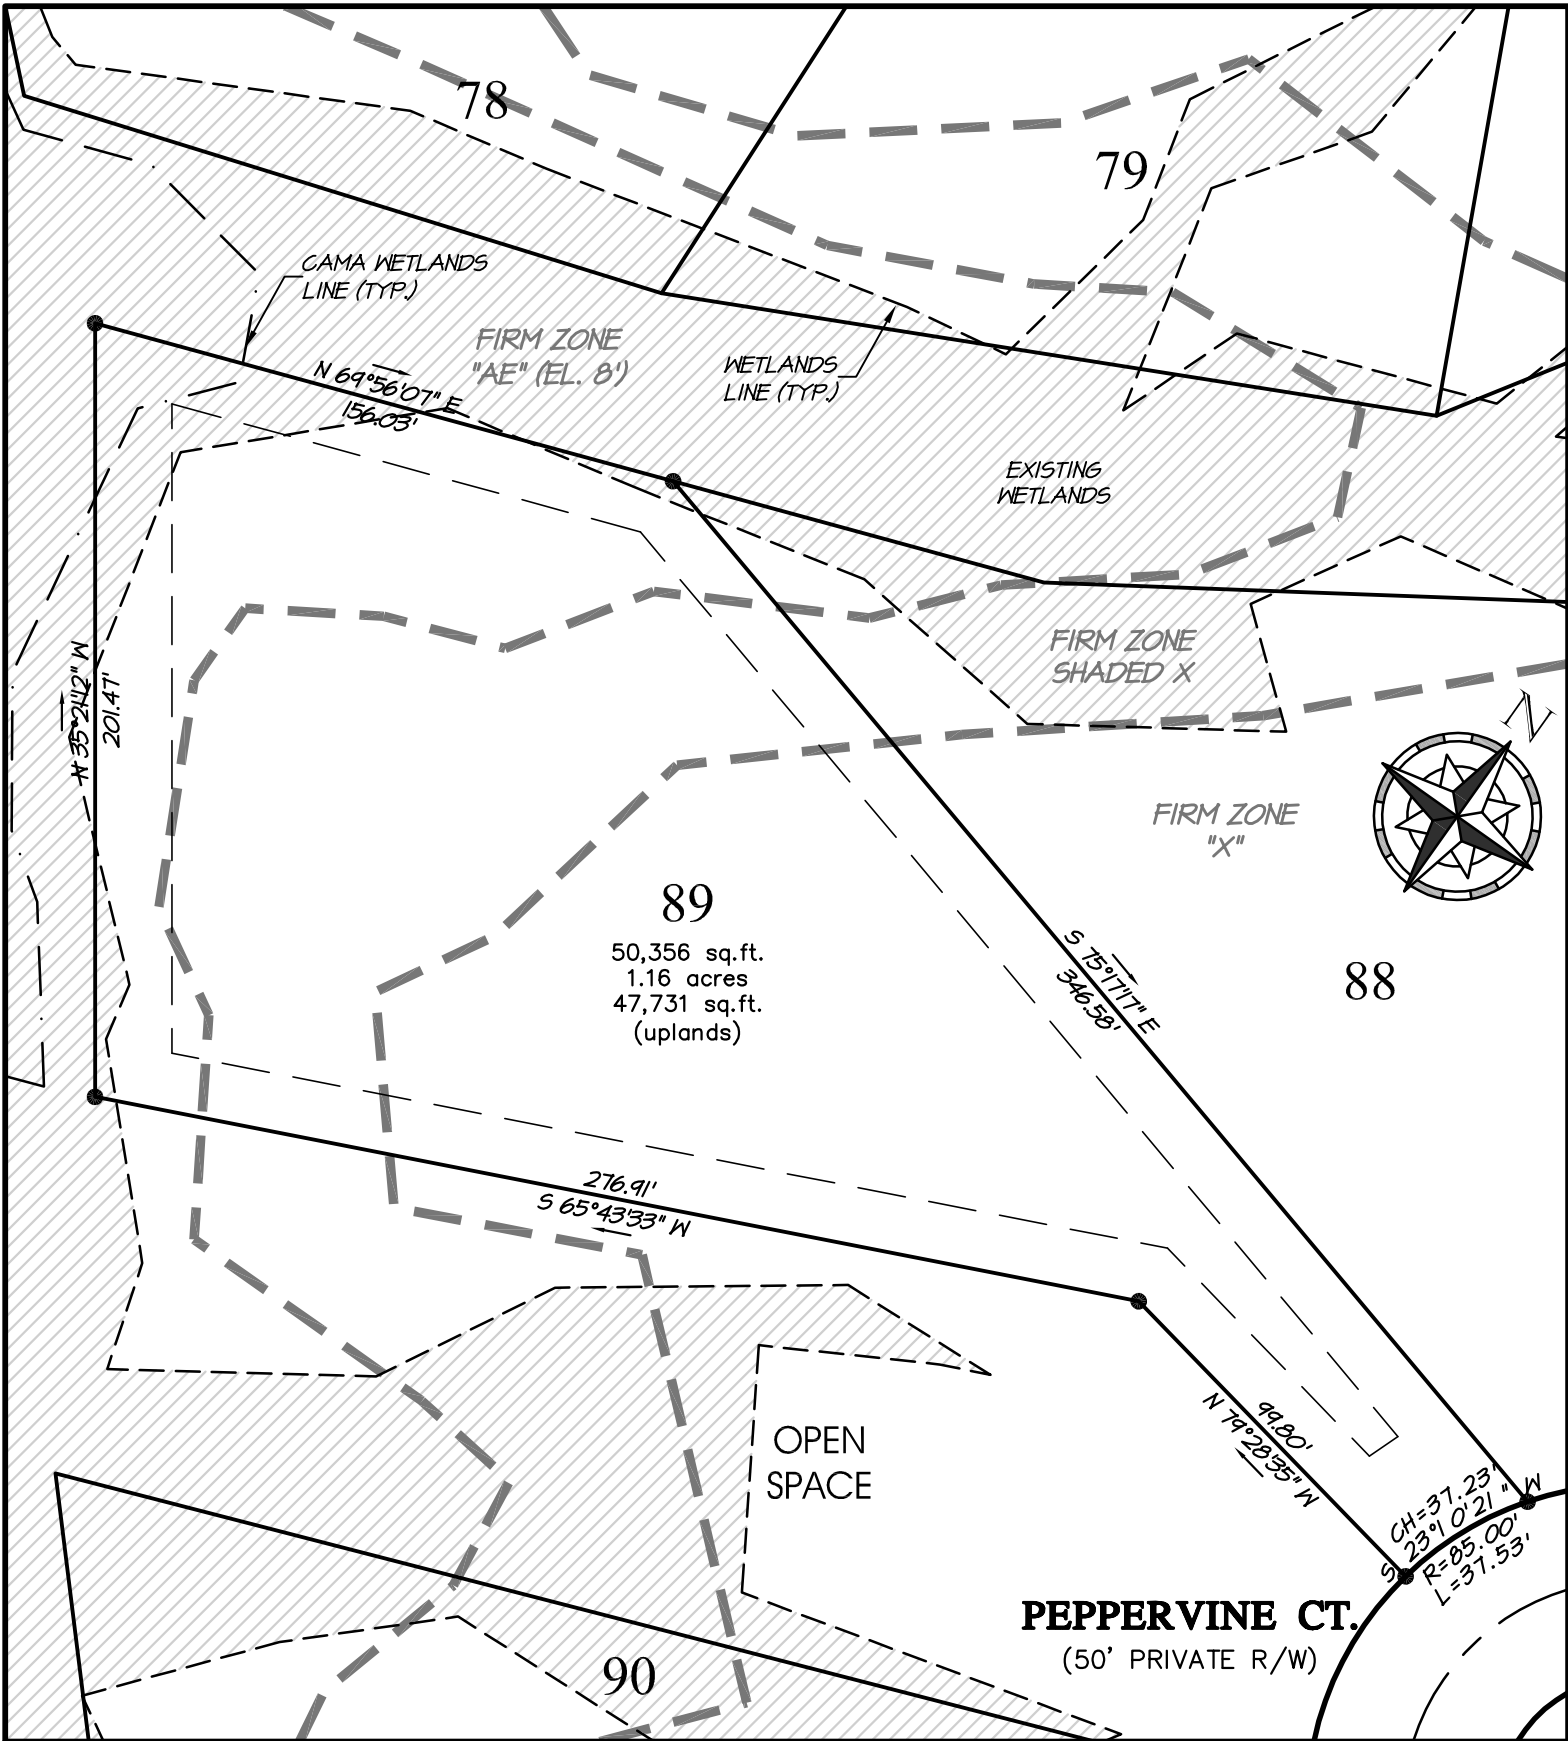 78
79
CAMA WETLANDS
LINE (TYP.)
FIRM ZONE
"AE" (EL. 8')
WETLANDS
LINE (TYP.)
N 69°56'07" E
156.03'
EXISTING
WETLANDS
FIRM ZONE
SHADED X
N 35°21'12" W
201.47'
N
FIRM ZONE
"X"
89
50,356 sq.ft.
1.16 acres
47,731 sq.ft.
(uplands)
S 75°17'17" E
346.58'
88
276.91'
S 65°43'33" W
OPEN
SPACE
99.80'
N 79°28'35" W
CH=37.23'
S 23°10'21" W
R=85.00'
L=37.53'
PEPPERVINE CT.
(50' PRIVATE R/W)
90